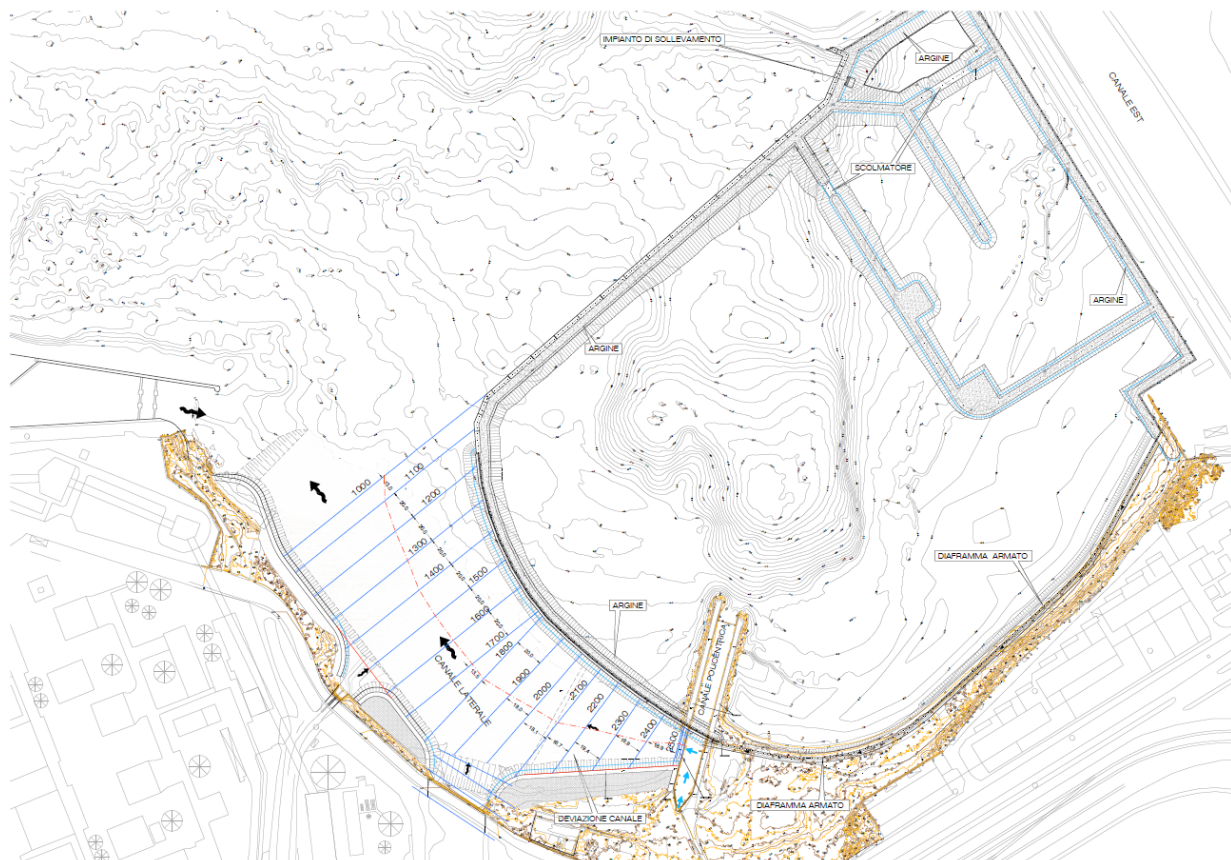 IMPIANTO DI SOLLEVAMENTO
ARGINE
CANALE EST
SCOLMATORE
ARGINE
ARGINE
1000
1100
1200
1300
1400
1500
1600
1700
1800
1900
2000
2100
2200
2300
2400
2500
DIAFRAMMA ARMATO
ARGINE
CANALE POLICENTRICA
CANALE LATERALE
DIAFRAMMA ARMATO
DEVIAZIONE CANALE